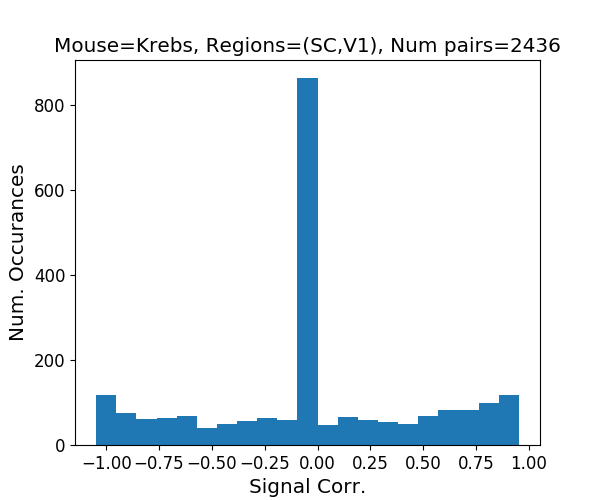 Mouse=Krebs, Regions=(SC,V1), Num pairs=2436
800
600
400
200
0
Num. Occurances
−1.00 −0.75 −0.50 −0.25 0.00 0.25 0.50 0.75 1.00
Signal Corr.